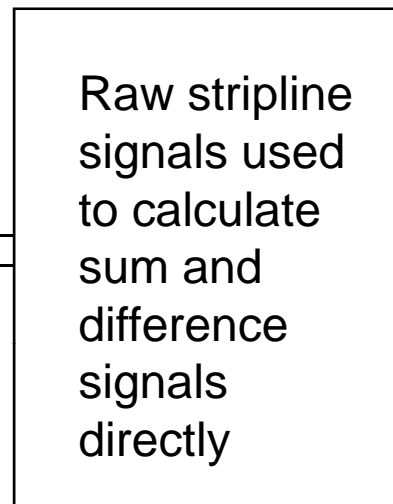 Raw stripline
signals used
to calculate
sum and
difference
signals
directly